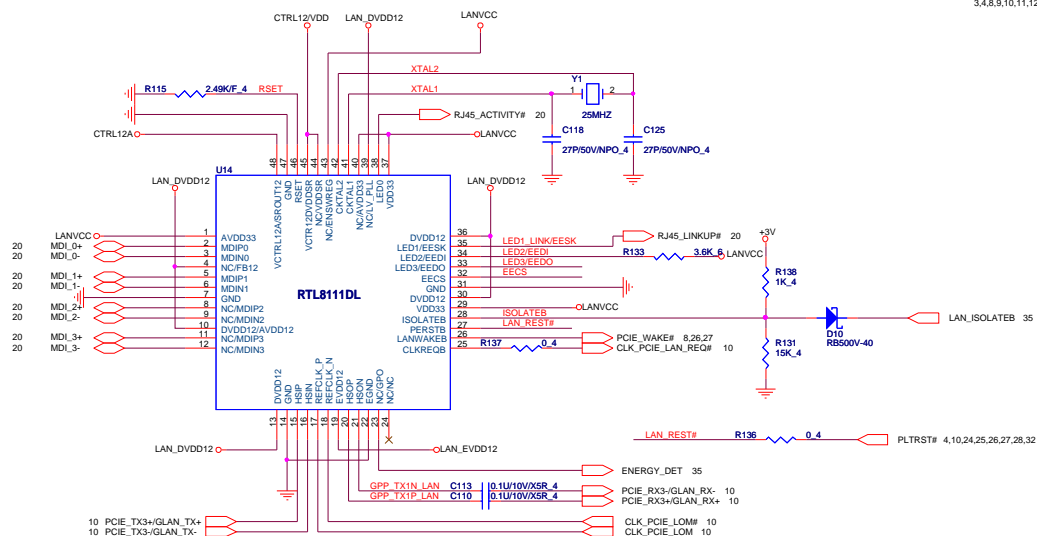 3,4,8,9,10,11,12
CTRL12/VDD
LAN_DVDD12
LANVCC
XTAL2
XTAL1
Y1
1 2
25MHZ
R115 2.49K/F_4 RSET
RJ45_ACTIVITY# 20
CTRL12A
LANVCC
C118
27P/50V/NPO_4
C125
27P/50V/NPO_4
U14
48 47 46 45 44 43 42 41 40 39 38 37
VCTRL12A/SROUT12
GND
RSET
VCTR12DVDDSR
NC/VDDSR
NC/ENSWREG
CKTAL2
CKTAL1
NC/AVDD33
NC/LV_PLL
LED0
VDD33
LAN_DVDD12
LAN_DVDD12
LANVCC 1 AVDD33
20 MDI_0+ 2 MDIP0
20 MDI_0- 3 MDIN0
4 NC/FB12
20 MDI_1+ 5 MDIP1
20 MDI_1- 6 MDIN1
7 GND
20 MDI_2+ 8 NC/MDIP2
20 MDI_2- 9 NC/MDIN2
10 DVDD12/AVDD12
20 MDI_3+ 11 NC/MDIP3
20 MDI_3- 12 NC/MDIN3
RTL8111DL
DVDD12 36
LED1/EESK 35 LED1_LINK/EESK RJ45_LINKUP# 20
LED2/EEDI 34 LED2/EEDI R133 3.6K_6 LANVCC
LED3/EEDO 33 LED3/EEDO
EECS 32 EECS
GND 31
DVDD12 30
VDD33 29 LANVCC
ISOLATEB 28 ISOLATEB
PERSTB 27 LAN_REST#
LANWAKEB 26 PCIE_WAKE# 8,26,27
CLKREQB 25 R137 0_4 CLK_PCIE_LAN_REQ# 10
+3V
R138
1K_4
R131
15K_4
D10
RB500V-40
LAN_ISOLATEB 35
DVDD12
GND
HSIP
HSIN
REFCLK_P
REFCLK_N
EVDD12
HSOP
HSON
EGND
NC/GPO
NC/NC
13 14 15 16 17 18 19 20 21 22 23 24
LAN_DVDD12
LAN_EVDD12
LAN_REST# R136 0_4 PLTRST# 4,10,24,25,26,27,28,32
ENERGY_DET 35
GPP_TX1N_LAN C113 0.1U/10V/X5R_4 PCIE_RX3-/GLAN_RX- 10
GPP_TX1P_LAN C110 0.1U/10V/X5R_4 PCIE_RX3+/GLAN_RX+ 10
10 PCIE_TX3+/GLAN_TX+
CLK_PCIE_LOM# 10
10 PCIE_TX3-/GLAN_TX-
CLK_PCIE_LOM 10